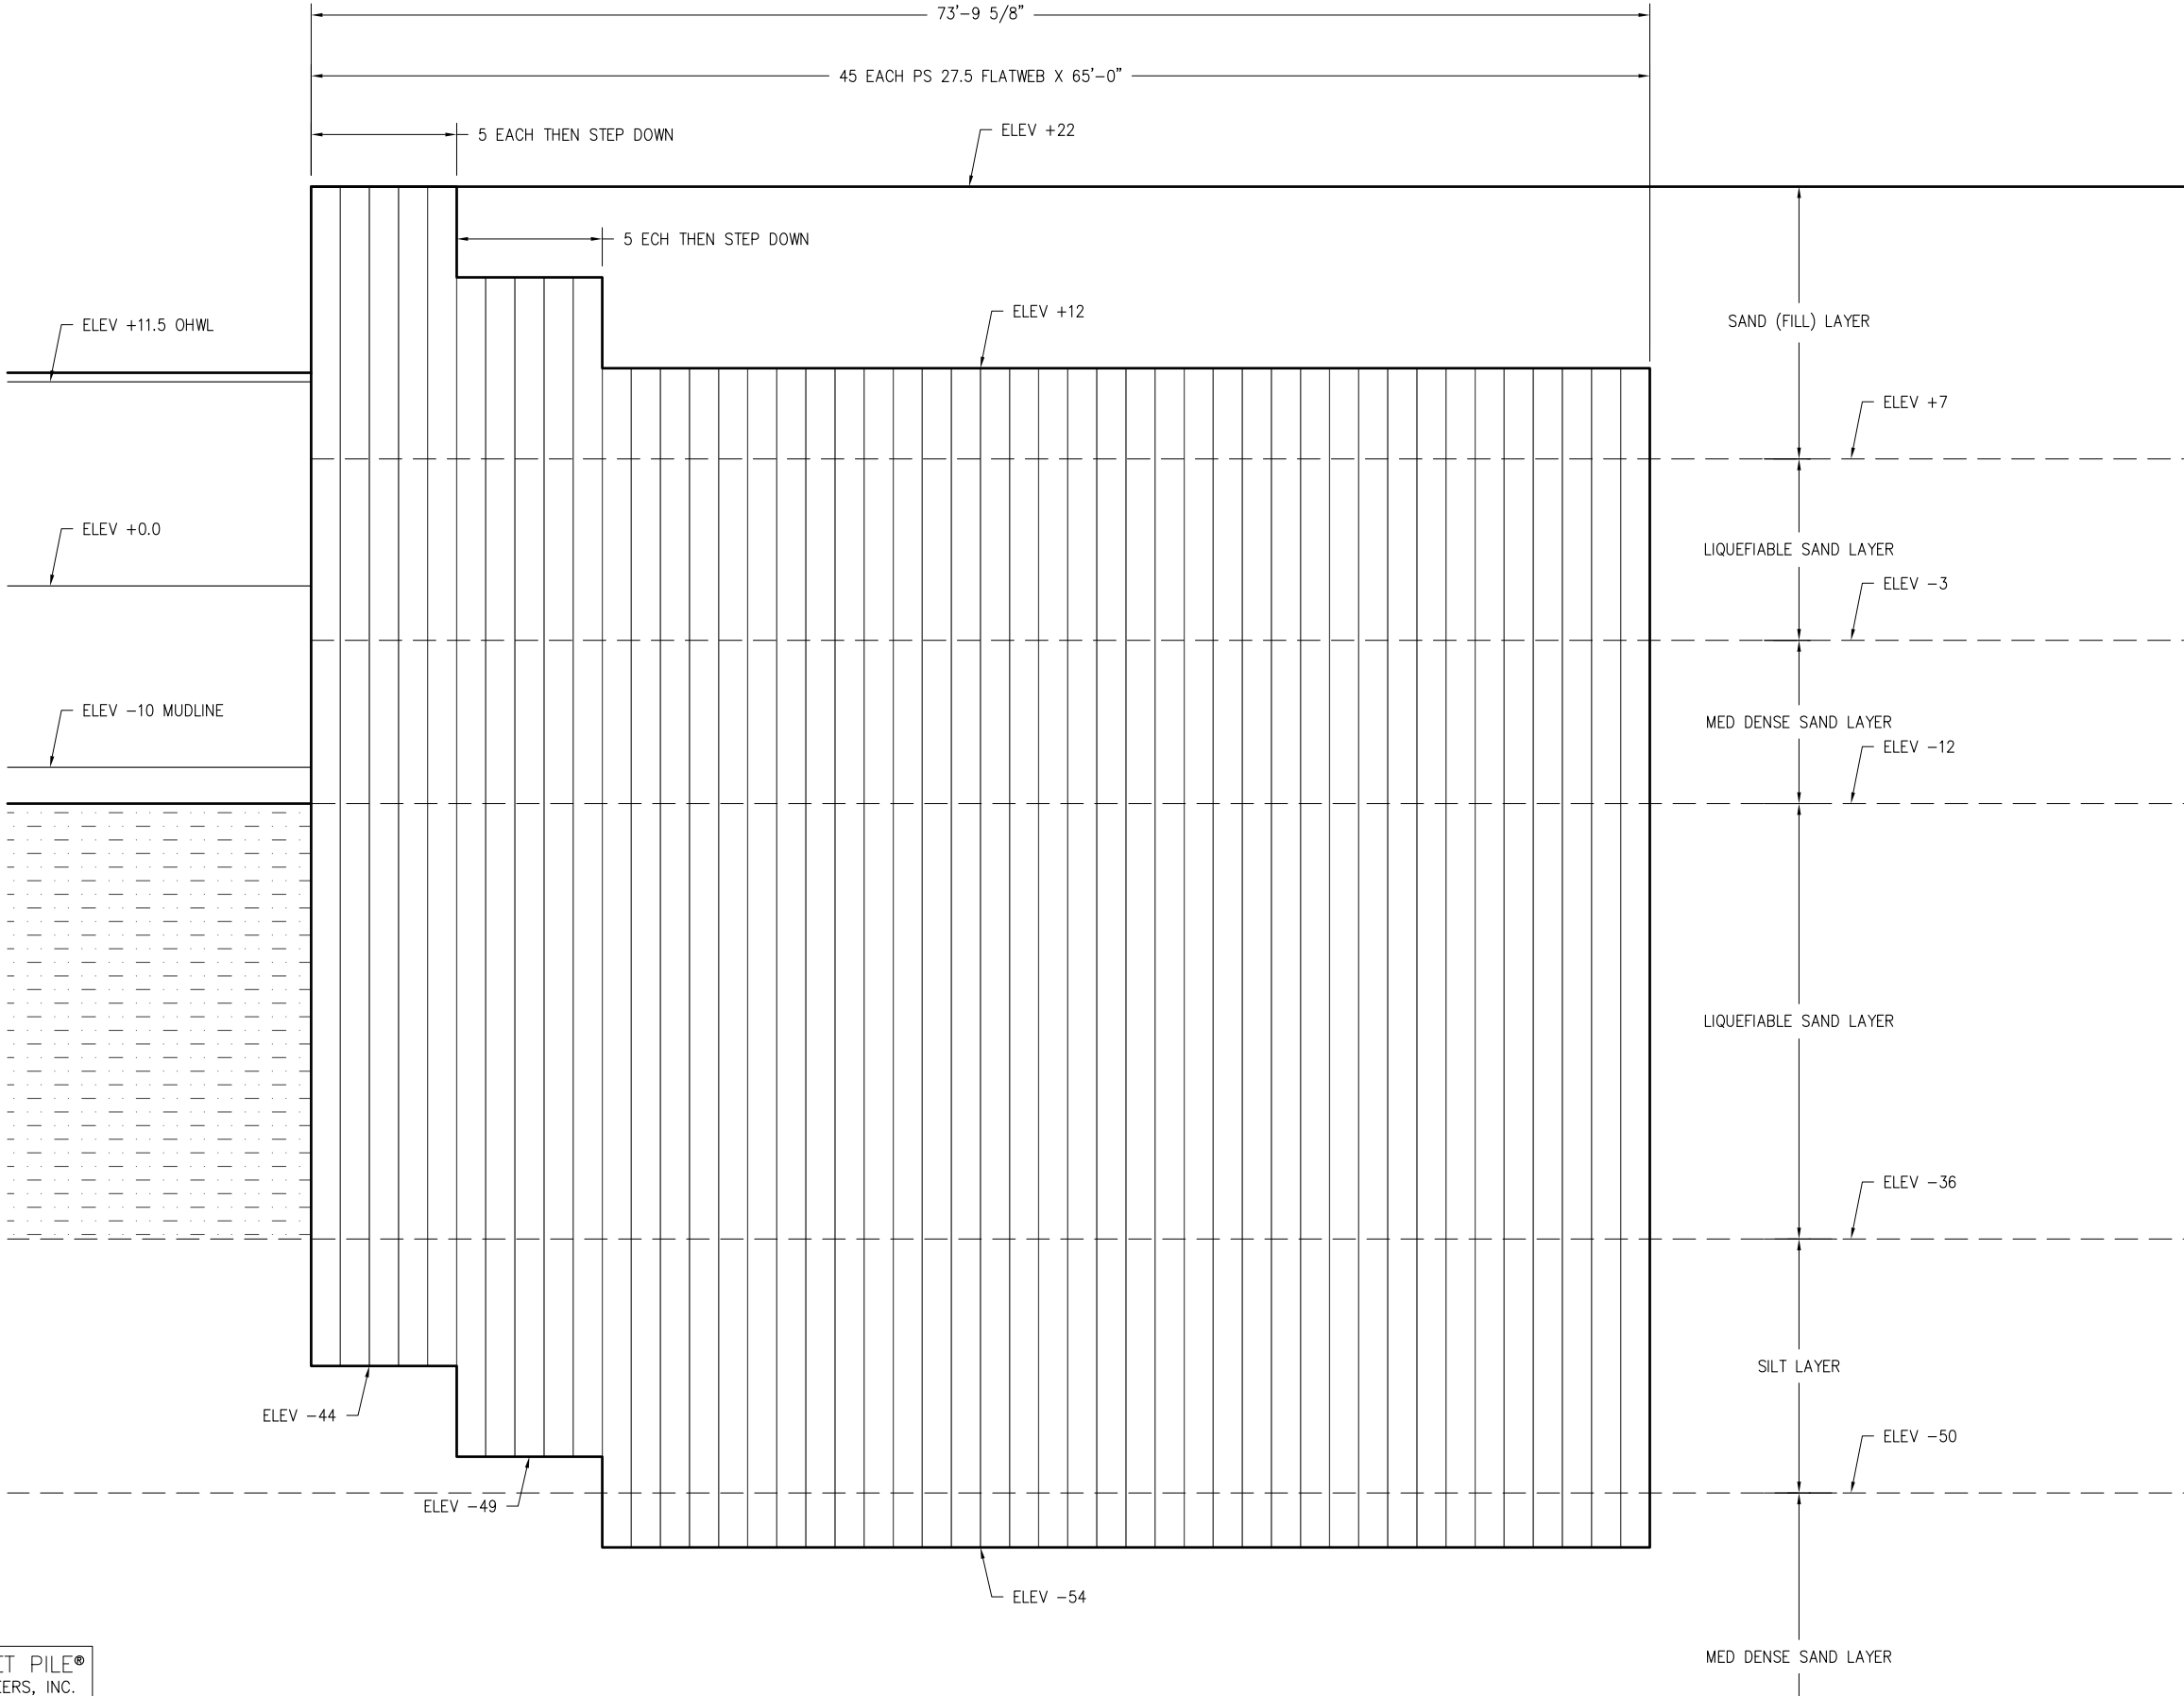 73'-9 5/8"
45 EACH PS 27.5 FLATWEB X 65'-0"
5 EACH THEN STEP DOWN
ELEV +22
5 ECH THEN STEP DOWN
ELEV +12
ELEV +11.5 OHWL
SAND (FILL) LAYER
ELEV +7
ELEV +0.0
LIQUEFIABLE SAND LAYER
ELEV -3
ELEV -10 MUDLINE
MED DENSE SAND LAYER
ELEV -12
LIQUEFIABLE SAND LAYER
ELEV -36
SILT LAYER
ELEV -44
ELEV -50
ELEV -49
ELEV -54
MED DENSE SAND LAYER
PILE®
INC.